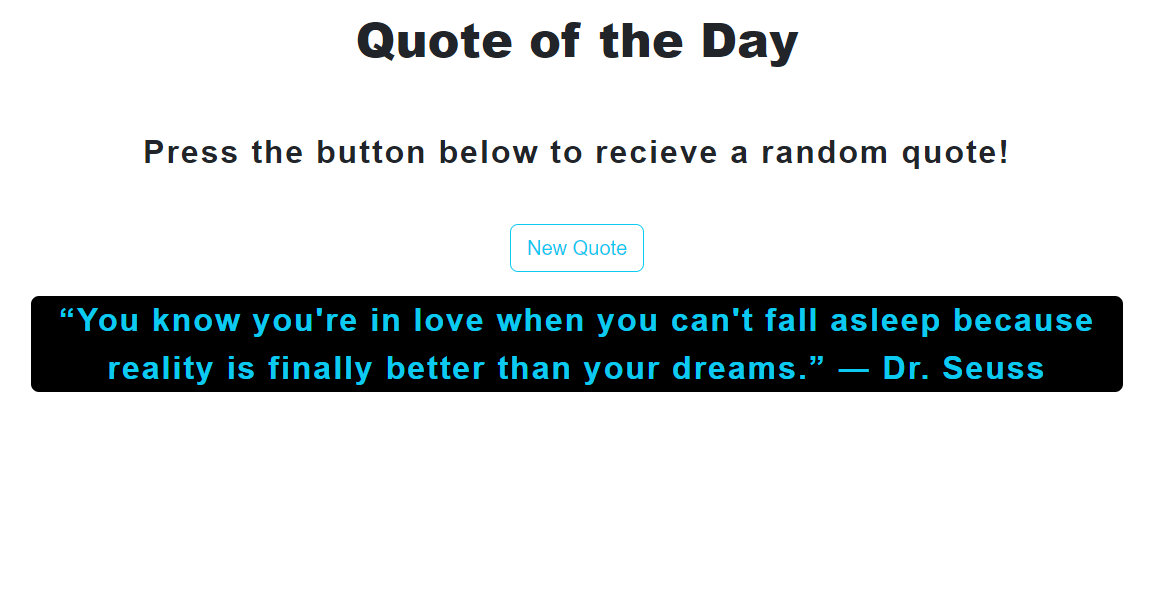 Quote of the Day
Press the button below to recieve a random quote!
New Quote
“You know you're in love when you can't fall asleep because
reality is finally better than your dreams.” — Dr. Seuss